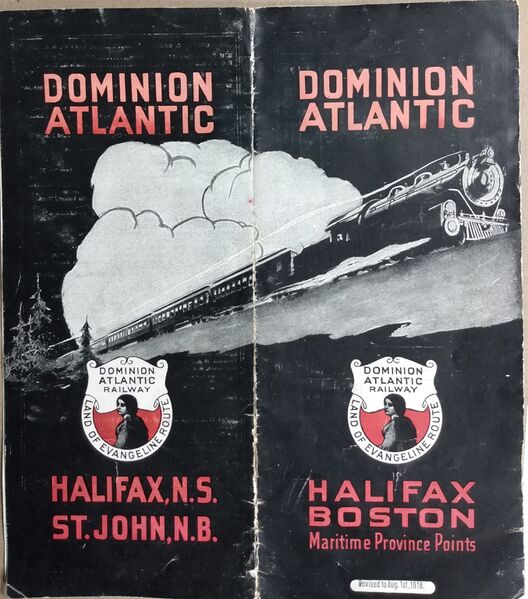 DOMINION
ATLANTIC
DOMINION
ATLANTIC
RAILWAY
LAND OF EVANGELINE ROUTE
HALIFAX, N.S.
ST. JOHN, N.B.
DOMINION
ATLANTIC
DOMINION
ATLANTIC
RAILWAY
LAND OF EVANGELINE ROUTE
HALIFAX
BOSTON
Maritime Province Points
Revised to Aug. 1st, 1918.